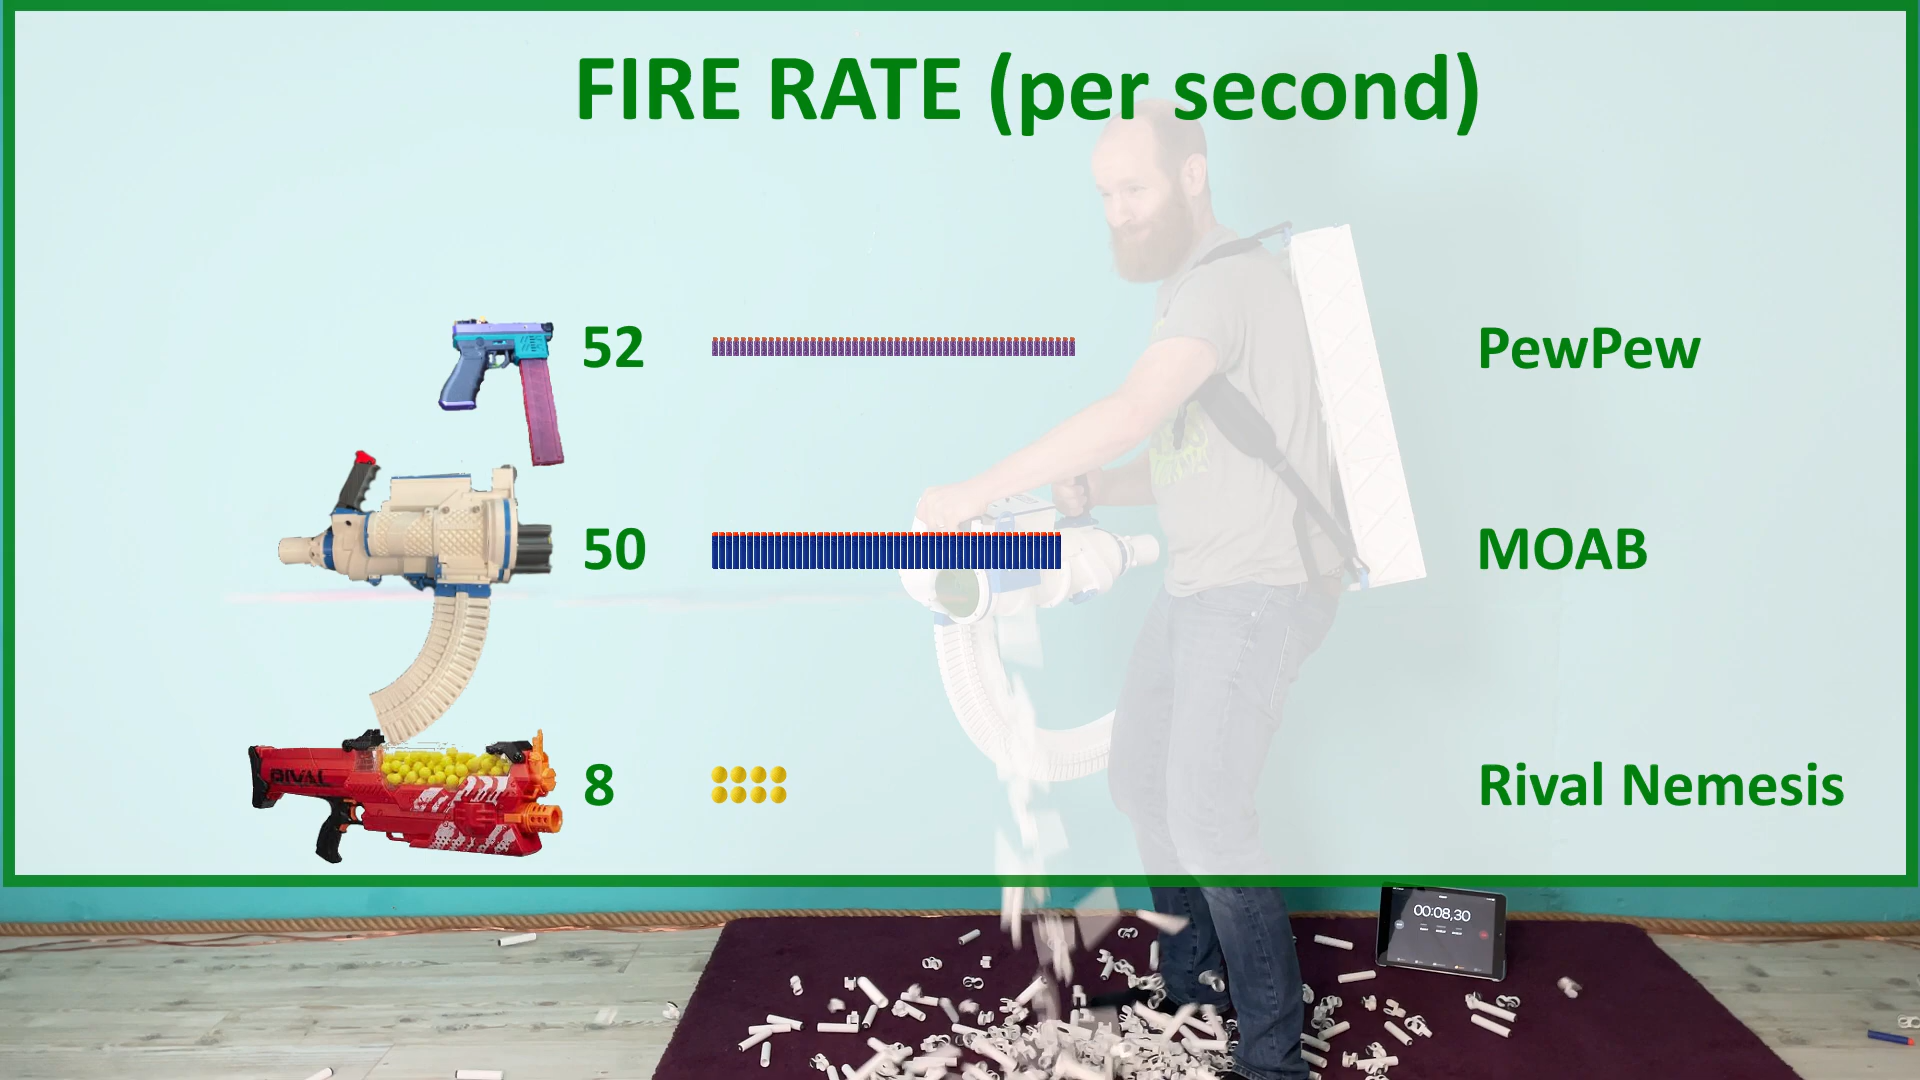 FIRE RATE (per second)
52 PewPew
50 MOAB
RIVAL
8 Rival Nemesis
00:08,30